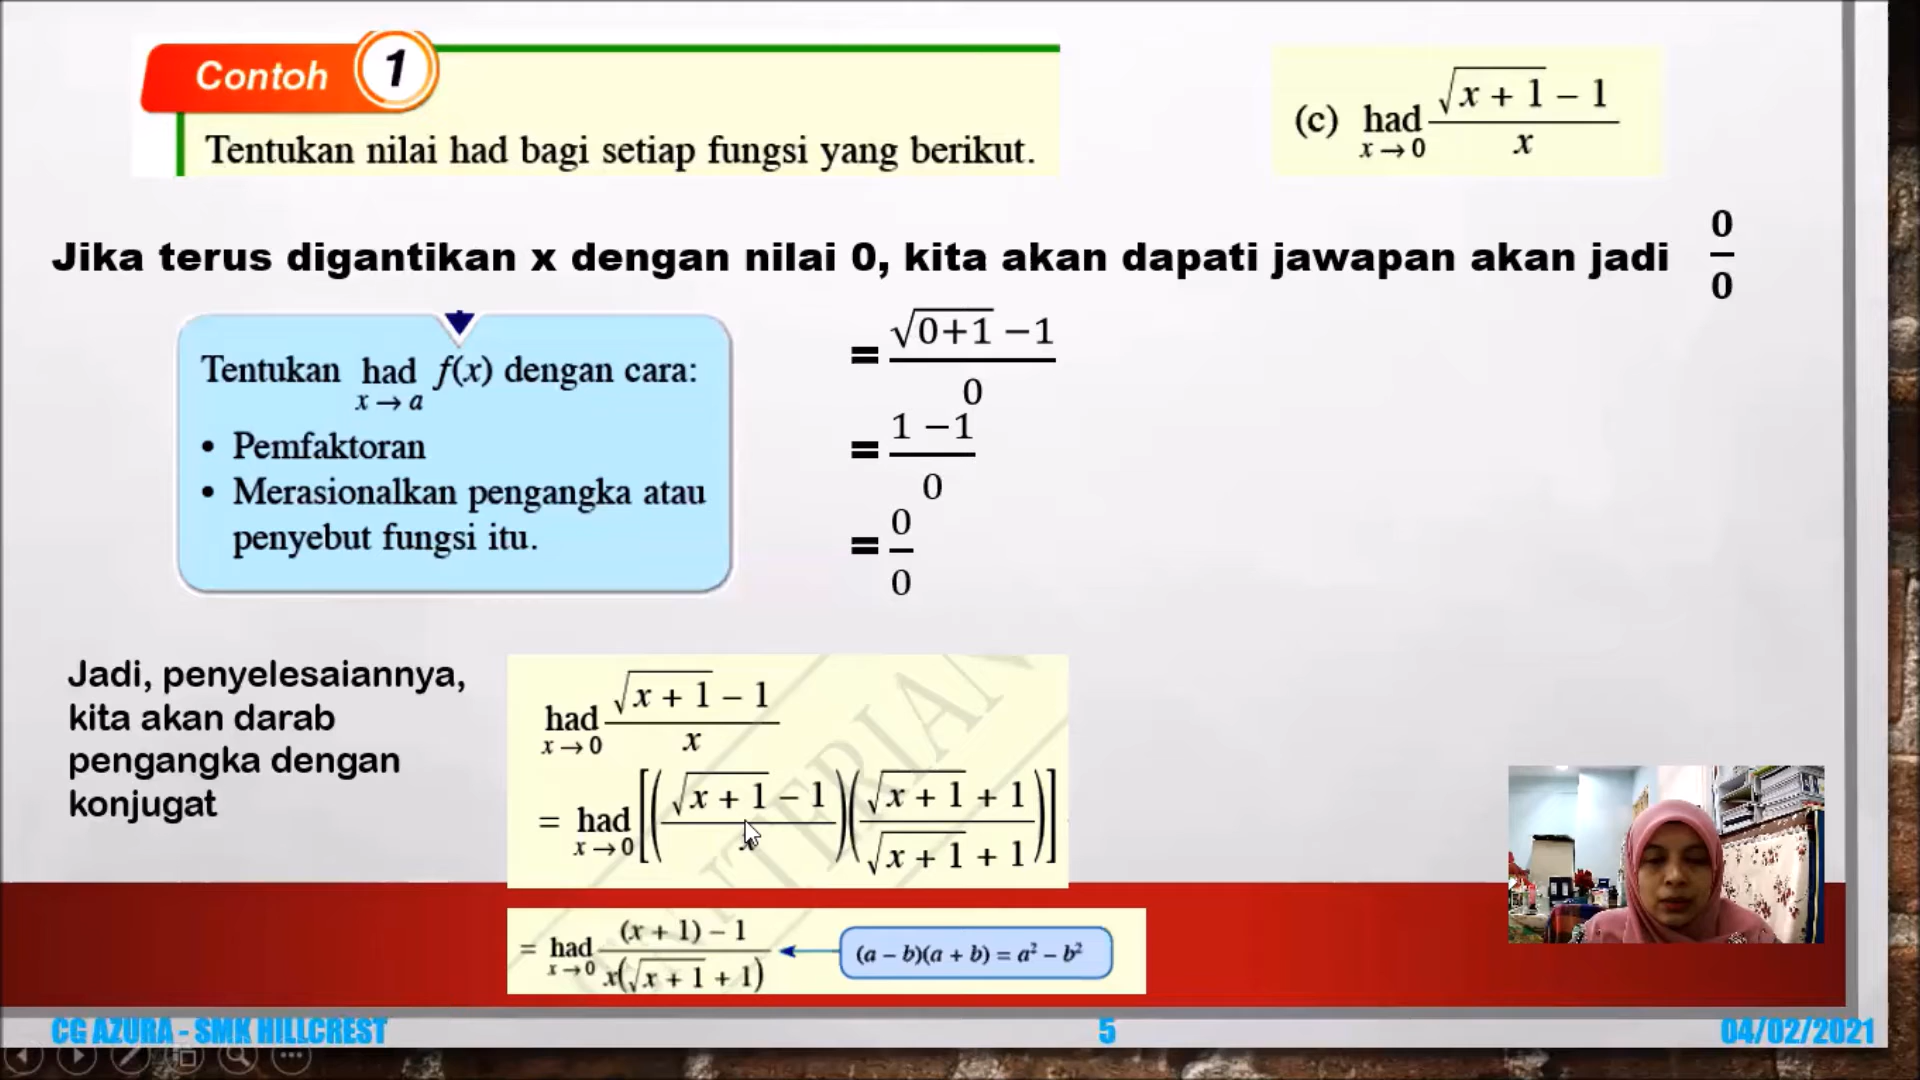 Contoh 1
Tentukan nilai had bagi setiap fungsi yang berikut.
(c) had x→0 (√(x + 1) − 1)/x
Jika terus digantikan x dengan nilai 0, kita akan dapati jawapan akan jadi 0/0
Tentukan had x→a f(x) dengan cara:
• Pemfaktoran
• Merasionalkan pengangka atau
penyebut fungsi itu.
= (√(0+1) −1)/0
= (1 −1)/0
= 0/0
Jadi, penyelesaiannya,
kita akan darab
pengangka dengan
konjugat
had x→0 (√(x + 1) − 1)/x
= had x→0 [((√(x + 1) − 1)/x)((√(x + 1) + 1)/(√(x + 1) + 1))]
= had x→0 ((x + 1) − 1)/(x(√(x + 1) + 1))
(a − b)(a + b) = a² − b²
CG AZURA - SMK HILLCREST
5
04/02/2021